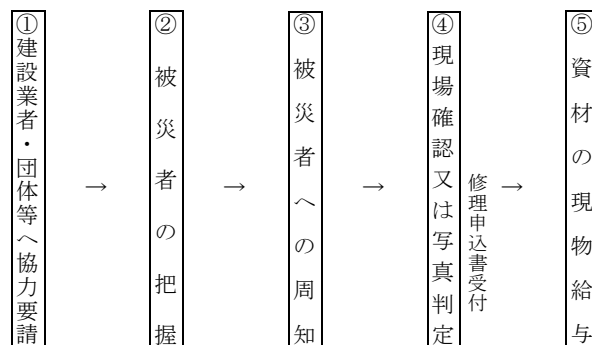 ①建設業者・団体等へ協力要請
→
②被災者の把握
→
③被災者への周知
→
④現場確認又は写真判定
修理申込書受付
→
⑤資材の現物給与